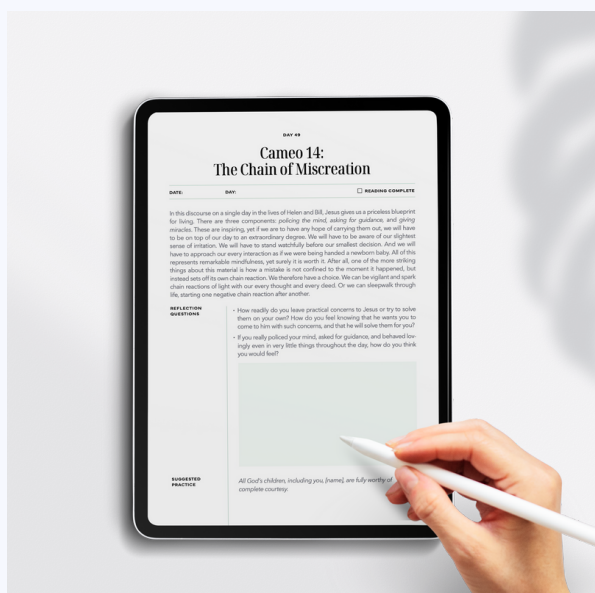 DAY 49
Cameo 14:
The Chain of Miscreation
DATE:
DAY:
READING COMPLETE
In this discourse on a single day in the lives of Helen and Bill, Jesus gives us a priceless blueprint
for living. There are three components: policing the mind, asking for guidance, and giving
miracles. These are inspiring, yet if we are to have any hope of carrying them out, we will have
to be on top of our day to an extraordinary degree. We will have to be aware of our slightest
sense of irritation. We will have to stand watchfully before our smallest decision. And we will
have to approach our every interaction as if we were being handed a newborn baby. All of this
represents remarkable mindfulness, yet surely it is worth it. After all, one of the more striking
things about this material is how a mistake is not confined to the moment it happened, but
instead sets off its own chain reaction. We therefore have a choice. We can be vigilant and spark
chain reactions of light with our every thought and every deed. Or we can sleepwalk through
life, starting one negative chain reaction after another.
REFLECTION
QUESTIONS
• How readily do you leave practical concerns to Jesus or try to solve
them on your own? How do you feel knowing that he wants you to
come to him with such concerns, and that he will solve them for you?
• If you really policed your mind, asked for guidance, and behaved lov-
ingly even in very little things throughout the day, how do you think
you would feel?
SUGGESTED
PRACTICE
All God's children, including you, [name], are fully worthy of
complete courtesy.